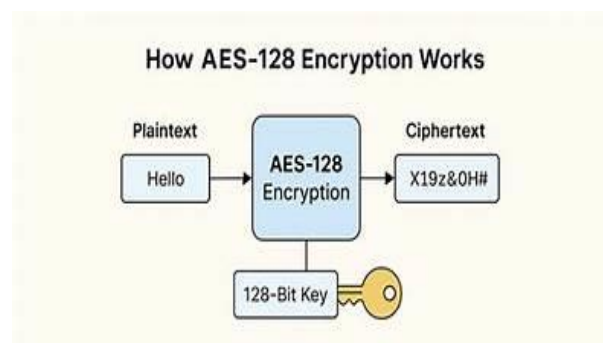 How AES-128 Encryption Works
Plaintext
Hello
AES-128
Encryption
Ciphertext
X19z&0H#
128-Bit Key